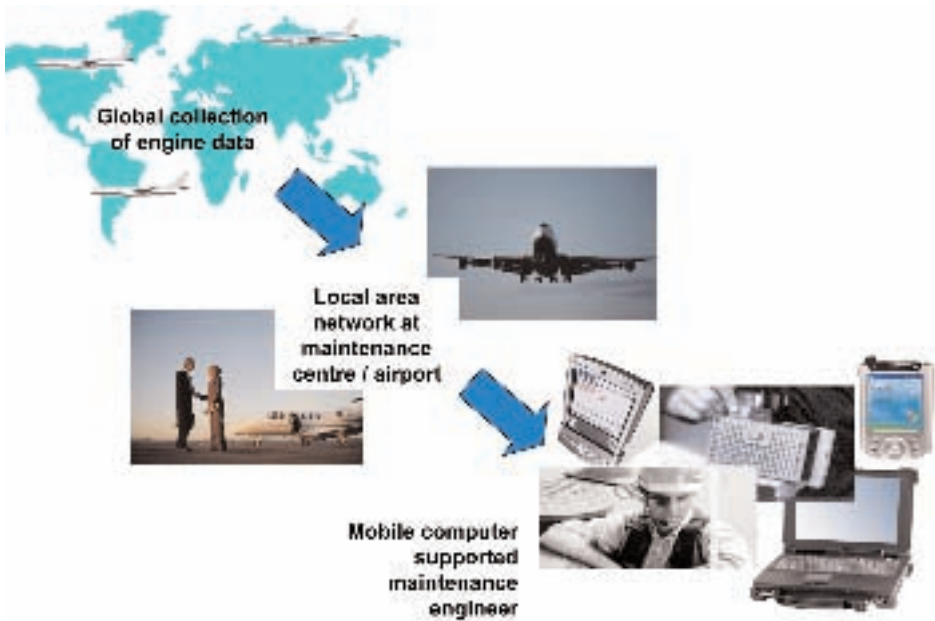 Global collection
of engine data
Local area
network at
maintenance
centre / airport
Mobile computer
supported
maintenance
engineer